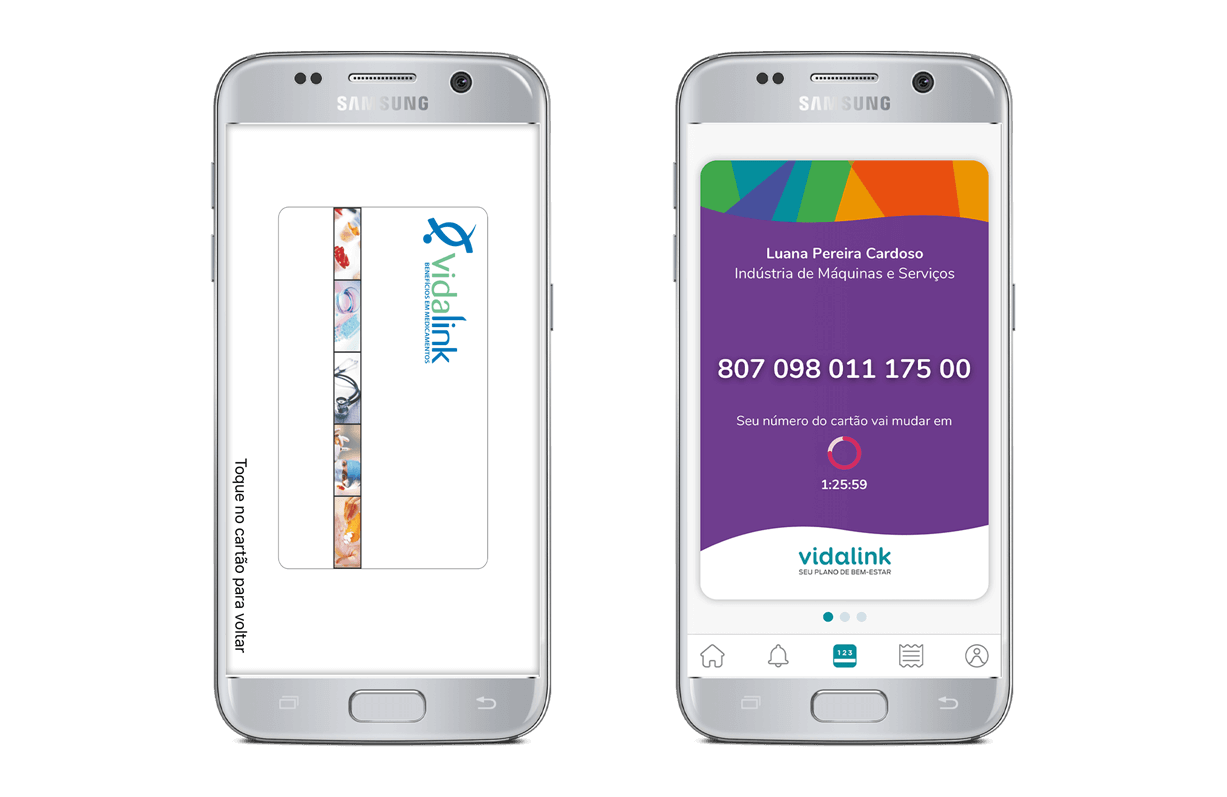 SAMSUNG
vidalink
BENEFÍCIOS EM MEDICAMENTOS
Toque no cartão para voltar
SAMSUNG
Luana Pereira Cardoso
Indústria de Máquinas e Serviços
807 098 011 175 00
Seu número do cartão vai mudar em
1:25:59
vidalink
SEU PLANO DE BEM-ESTAR
123